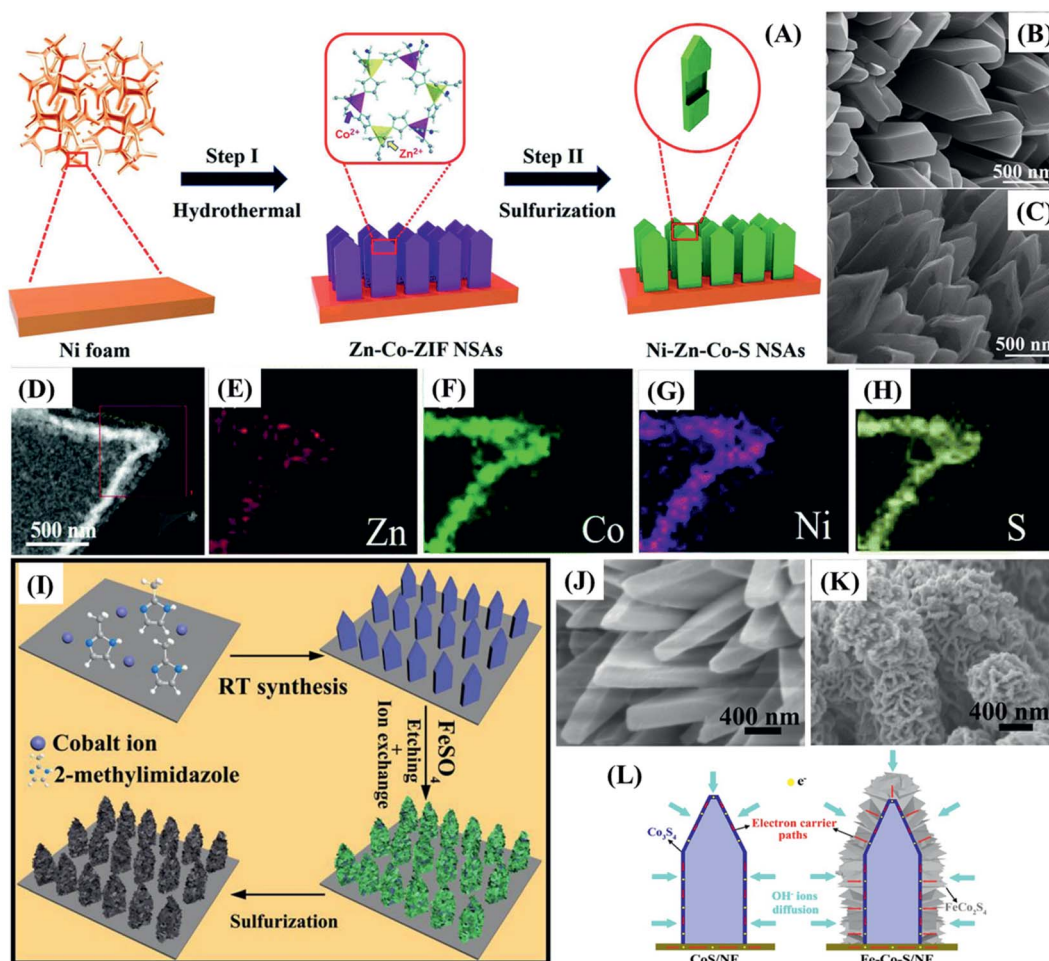 (A)
Co²⁺
Zn²⁺
Step I
Hydrothermal
Step II
Sulfurization
Ni foam
Zn-Co-ZIF NSAs
Ni-Zn-Co-S NSAs
(B)
500 nm
(C)
500 nm
(D)
500 nm
(E)
Zn
(F)
Co
(G)
Ni
(H)
S
(I)
RT synthesis
Cobalt ion
2-methylimidazole
FeSO₄
Etching
+
Ion exchange
Sulfurization
(J)
400 nm
(K)
400 nm
(L)
e⁻
Co�3S₄
Electron carrier
paths
OH⁻ ions
diffusion
FeCo₂S₄
CoS/NF
Fe-Co-S/NF